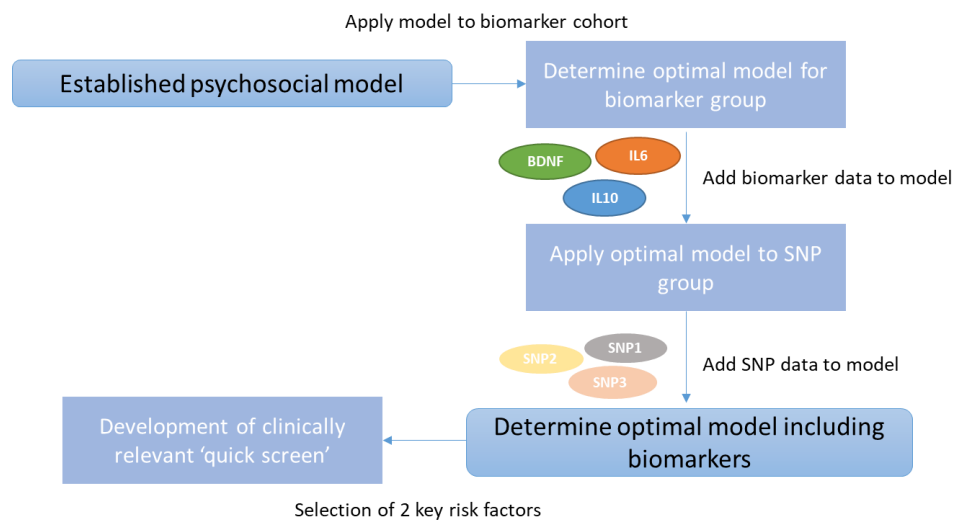 Apply model to biomarker cohort
Established psychosocial model
Determine optimal model for
biomarker group
BDNF
IL6
IL10
Add biomarker data to model
Apply optimal model to SNP
group
SNP1
SNP2
SNP3
Add SNP data to model
Determine optimal model including
biomarkers
Development of clinically
relevant ‘quick screen’
Selection of 2 key risk factors